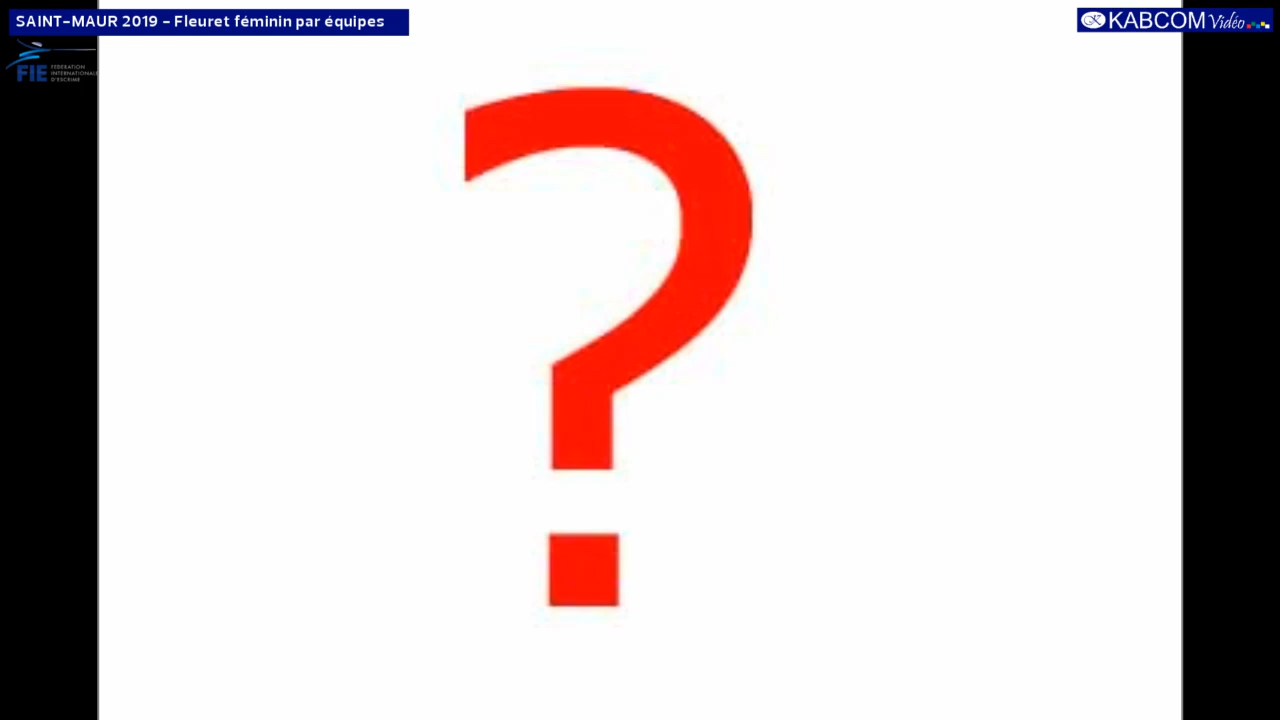 SAINT-MAUR 2019 - Fleuret féminin par équipes
KABCOM Vidéo
FIE FEDERATION
INTERNATIONALE
D'ESCRIME
?